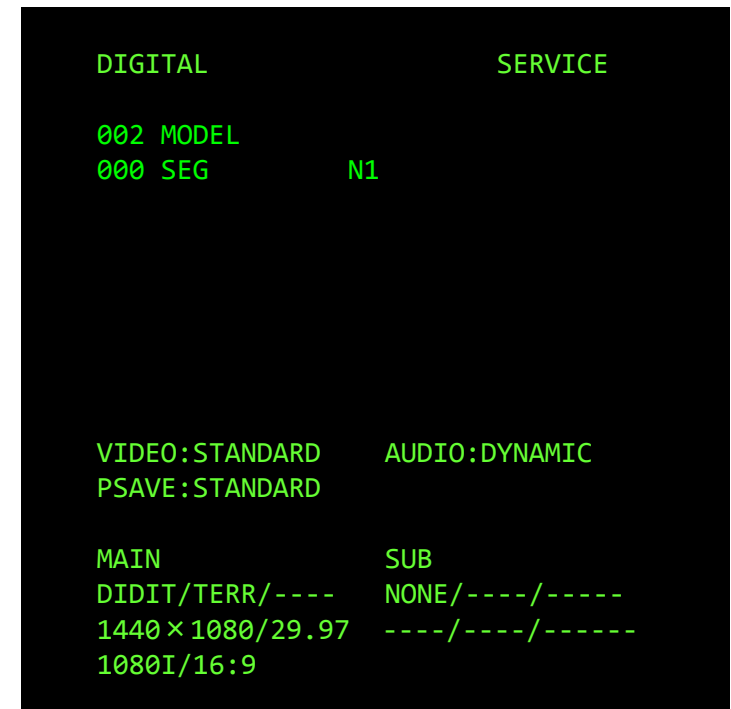 DIGITAL SERVICE
002 MODEL
000 SEG N1
VIDEO:STANDARD AUDIO:DYNAMIC
PSAVE:STANDARD
MAIN SUB
DIDIT/TERR/---- NONE/----/-----
1440×1080/29.97 ----/----/------
1080I/16:9